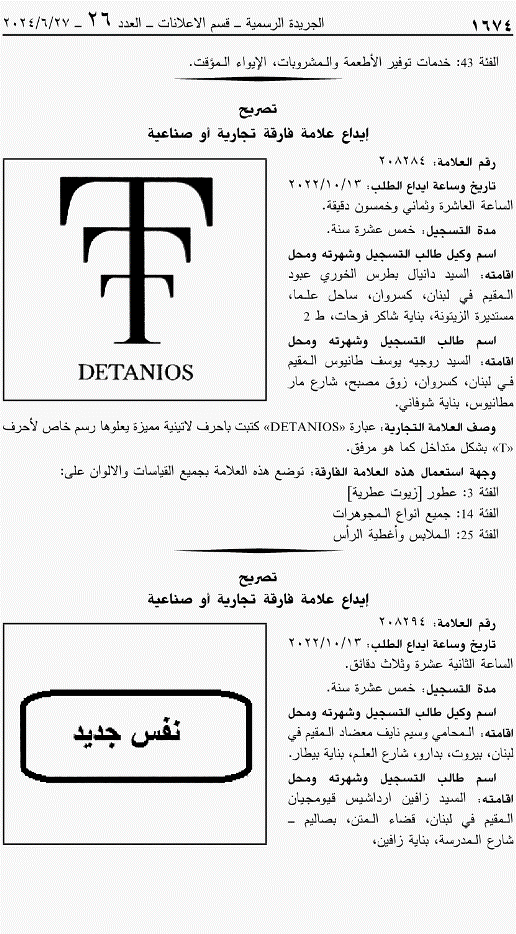 ١٦٧٤ الجريدة الرسمية ــ قسم الاعلانات ــ العدد ٢٦ ــ ٢٠٢٤/٦/٢٧
الفئة 43: خدمات توفير الأطعمة والمشروبات، الإيواء المؤقت.
تصريح
إيداع علامة فارقة تجارية أو صناعية
رقم العلامة: ٢٠٨٢٨٤
تاريخ وساعة ايداع الطلب: ٢٠٢٢/١٠/١٣
الساعة العاشرة وثماني وخمسون دقيقة.
مدة التسجيل: خمس عشرة سنة.
اسم وكيل طالب التسجيل وشهرته ومحل
اقامته: السيد دانيال بطرس الخوري عبود
المقيم في لبنان، كسروان، ساحل علما،
مستديرة الزيتونة، بناية شاكر فرحات، ط 2
اسم طالب التسجيل وشهرته ومحل
اقامته: السيد روجيه يوسف طانيوس المقيم
في لبنان، كسروان، زوق مصبح، شارع مار
مطانيوس، بناية شوفاني.
DETANIOS
وصف العلامة التجارية: عبارة «DETANIOS» كتبت باحرف لاتينية مميزة يعلوها رسم خاص لأحرف
«T» بشكل متداخل كما هو مرفق.
وجهة استعمال هذه العلامة الفارقة: توضع هذه العلامة بجميع القياسات والالوان على:
الفئة 3: عطور [زيوت عطرية]
الفئة 14: جميع انواع المجوهرات
الفئة 25: الملابس وأغطية الرأس
تصريح
إيداع علامة فارقة تجارية أو صناعية
رقم العلامة: ٢٠٨٢٩٤
تاريخ وساعة ايداع الطلب: ٢٠٢٢/١٠/١٣
الساعة الثانية عشرة وثلاث دقائق.
مدة التسجيل: خمس عشرة سنة.
اسم وكيل طالب التسجيل وشهرته ومحل
اقامته: المحامي وسيم نايف معضاد المقيم في
لبنان، بيروت، بدارو، شارع العلم، بناية بيطار.
اسم طالب التسجيل وشهرته ومحل
اقامته: السيد زافين ارداشيس قيومجيان
المقيم في لبنان، قضاء المتن، بصاليم ــ
شارع المدرسة، بناية زافين،
نفس جديد